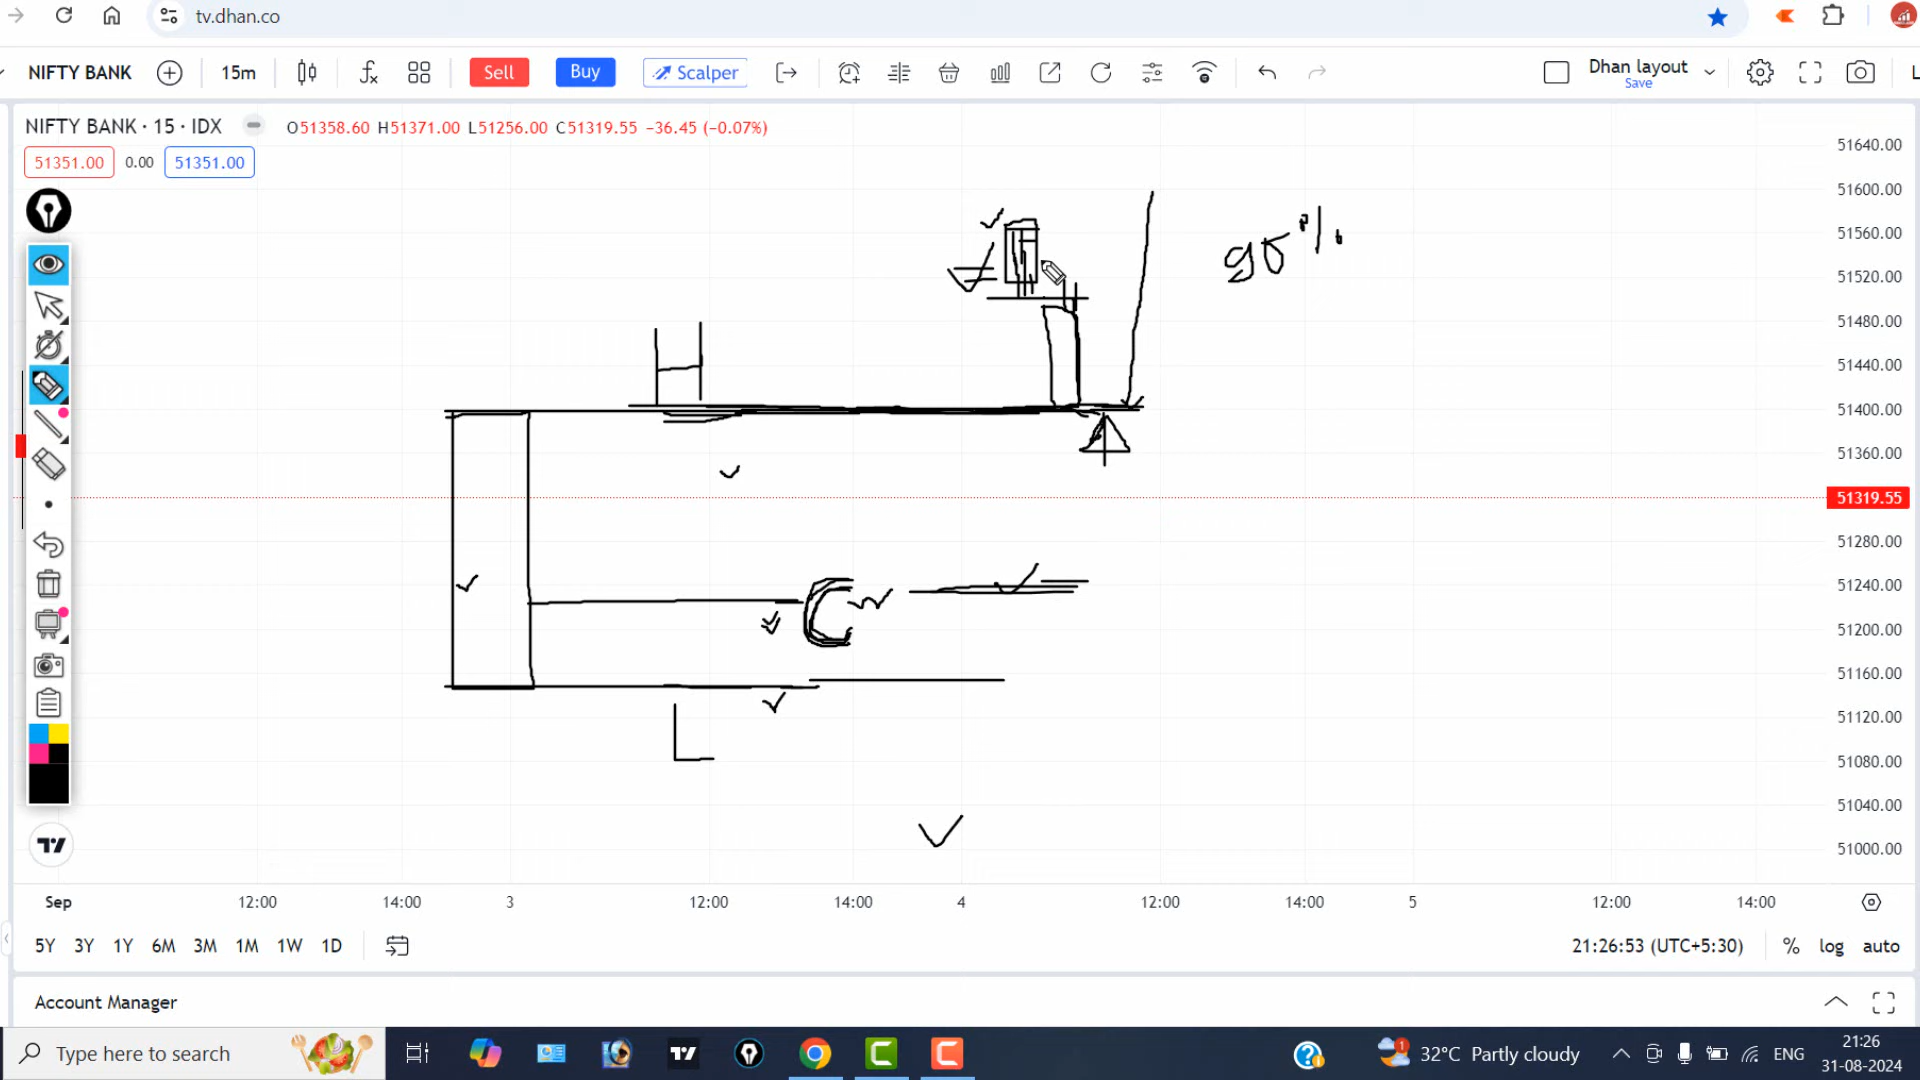 tv.dhan.co
NIFTY BANK 15m Sell Buy Scalper Dhan layout
Save
NIFTY BANK · 15 · IDX O51358.60 H51371.00 L51256.00 C51319.55 −36.45 (−0.07%)
51351.00 0.00 51351.00
51640.00
51600.00
51560.00
51520.00
51480.00
51440.00
51400.00
51360.00
51319.55
51280.00
51240.00
51200.00
51160.00
51120.00
51080.00
51040.00
51000.00
H
C
L
Sep 12:00 14:00 3 12:00 14:00 4 12:00 14:00 5 12:00 14:00
5Y 3Y 1Y 6M 3M 1M 1W 1D 21:26:53 (UTC+5:30) % log auto
Account Manager
Type here to search 32°C Partly cloudy ENG 21:26
31-08-2024